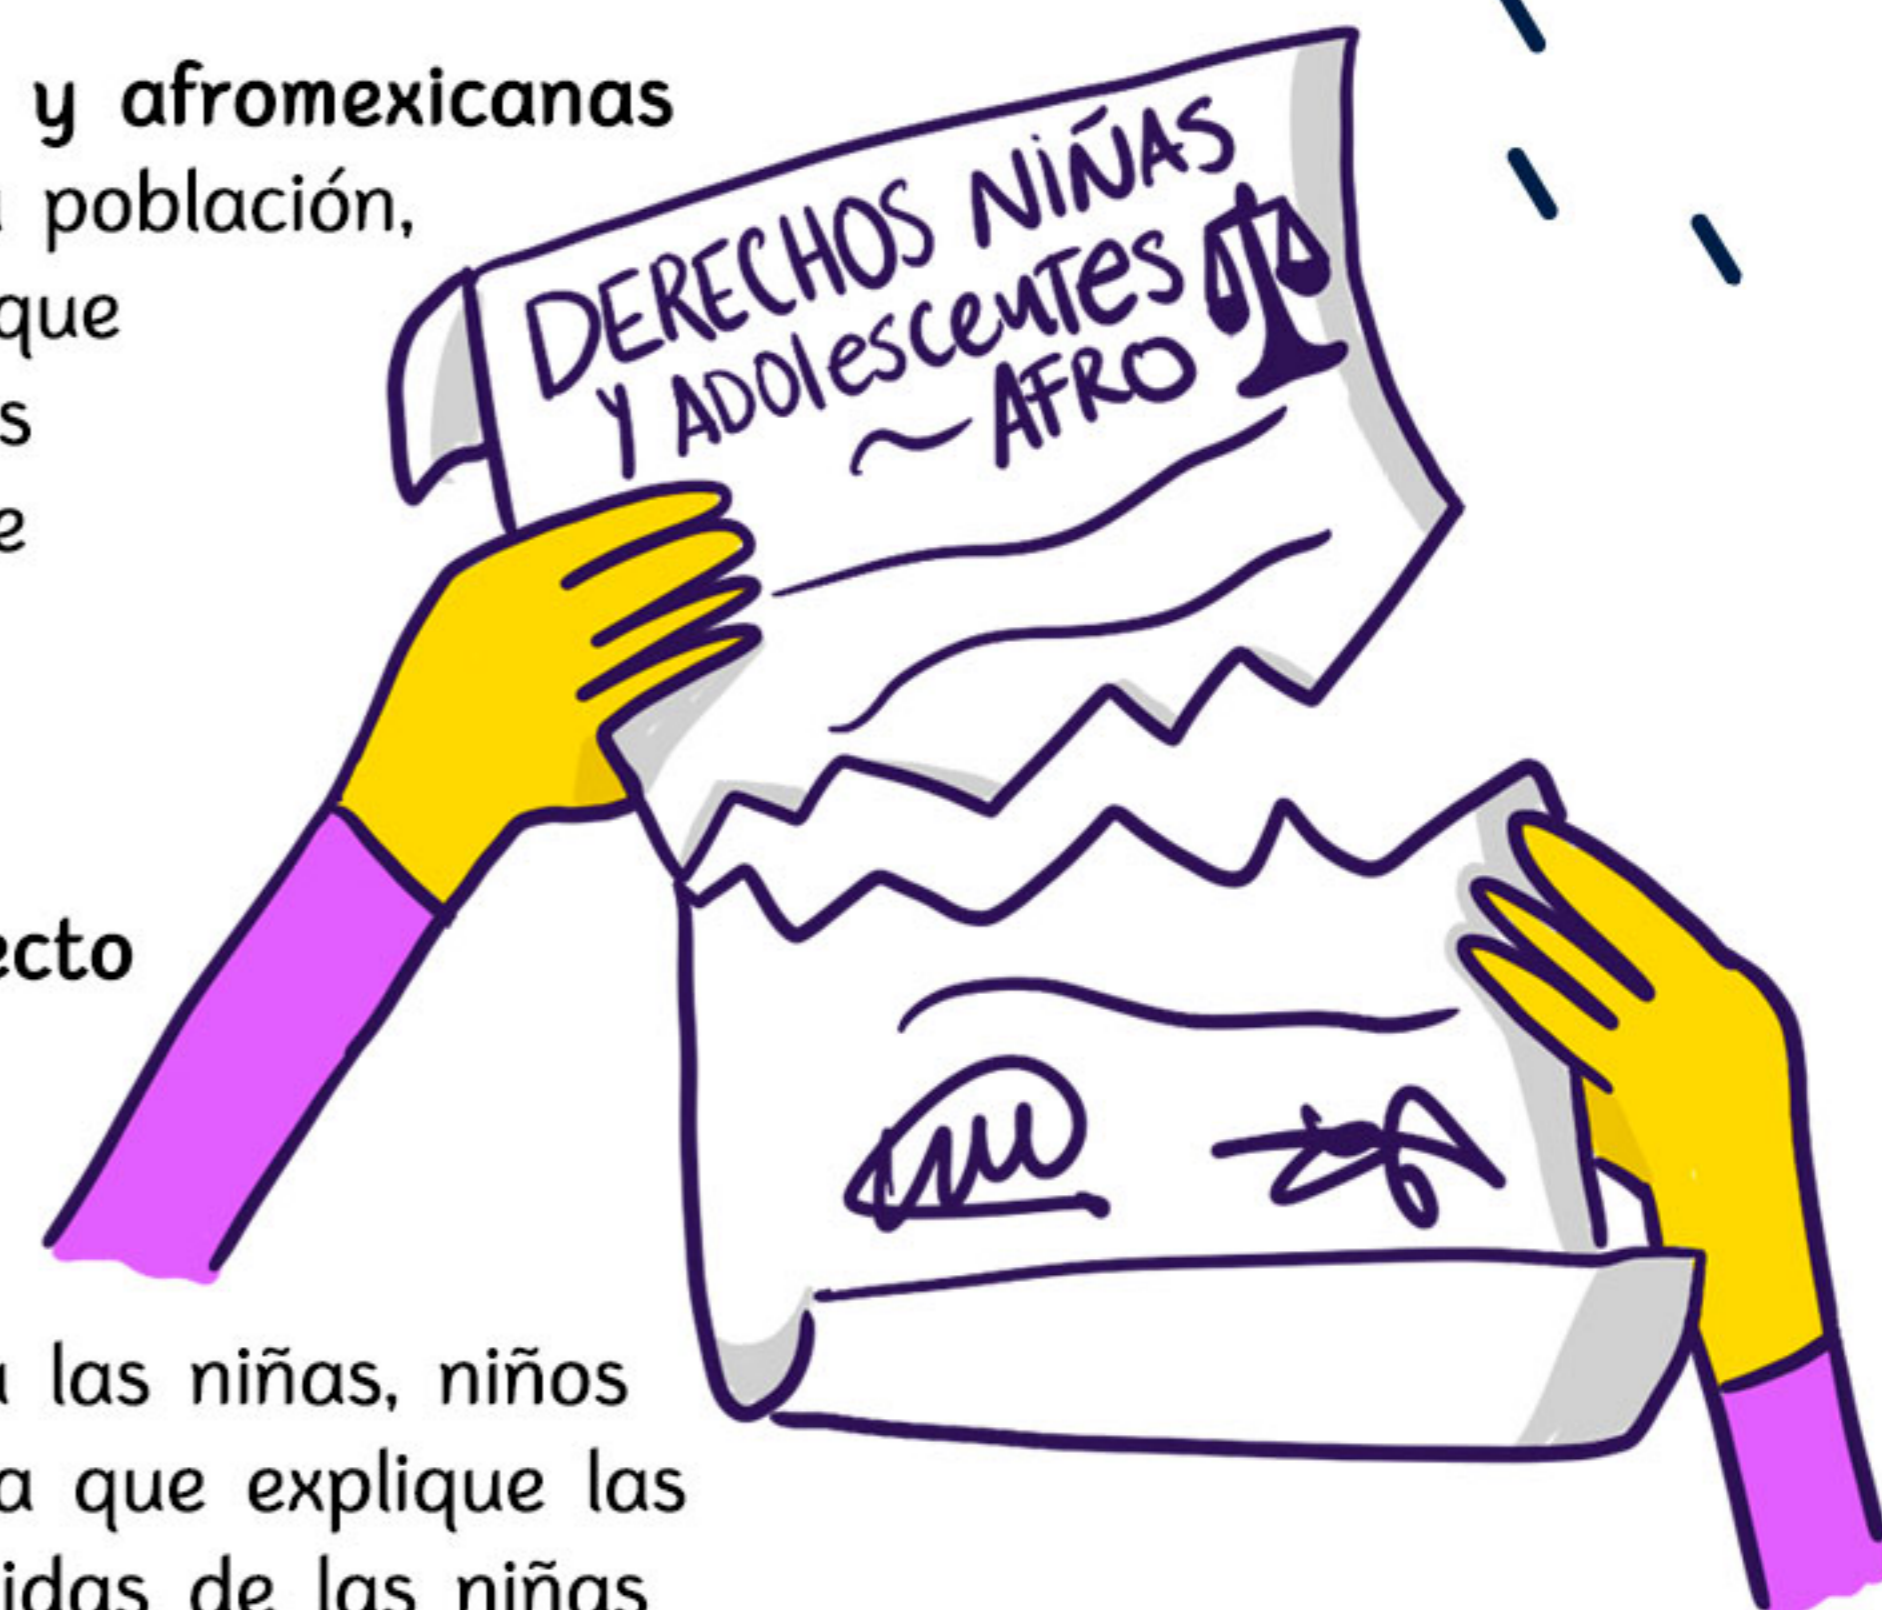 y afromexicanas
población,
que
s
e
ecto
las niñas, niños
a que explique las
idas de las niñas
DERECHOS NIÑAS
Y ADOLESCENTES
~AFRO